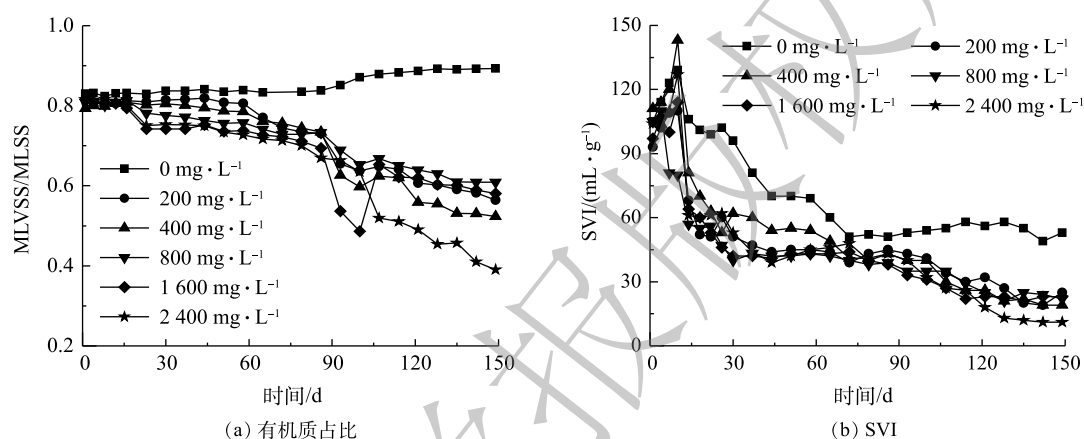 1.0
0.8
0.6
0.4
0.2
MLVSS/MLSS
0 mg·L⁻¹
200 mg·L⁻¹
400 mg·L⁻¹
800 mg·L⁻¹
1 600 mg·L⁻¹
2 400 mg·L⁻¹
0 30 60 90 120 150
时间/d
(a) 有机质占比
150
120
90
60
30
0
SVI/(mL·g⁻¹)
0 mg·L⁻¹ 200 mg·L⁻¹
400 mg·L⁻¹ 800 mg·L⁻¹
1 600 mg·L⁻¹ 2 400 mg·L⁻¹
0 30 60 90 120 150
时间/d
(b) SVI
报版权